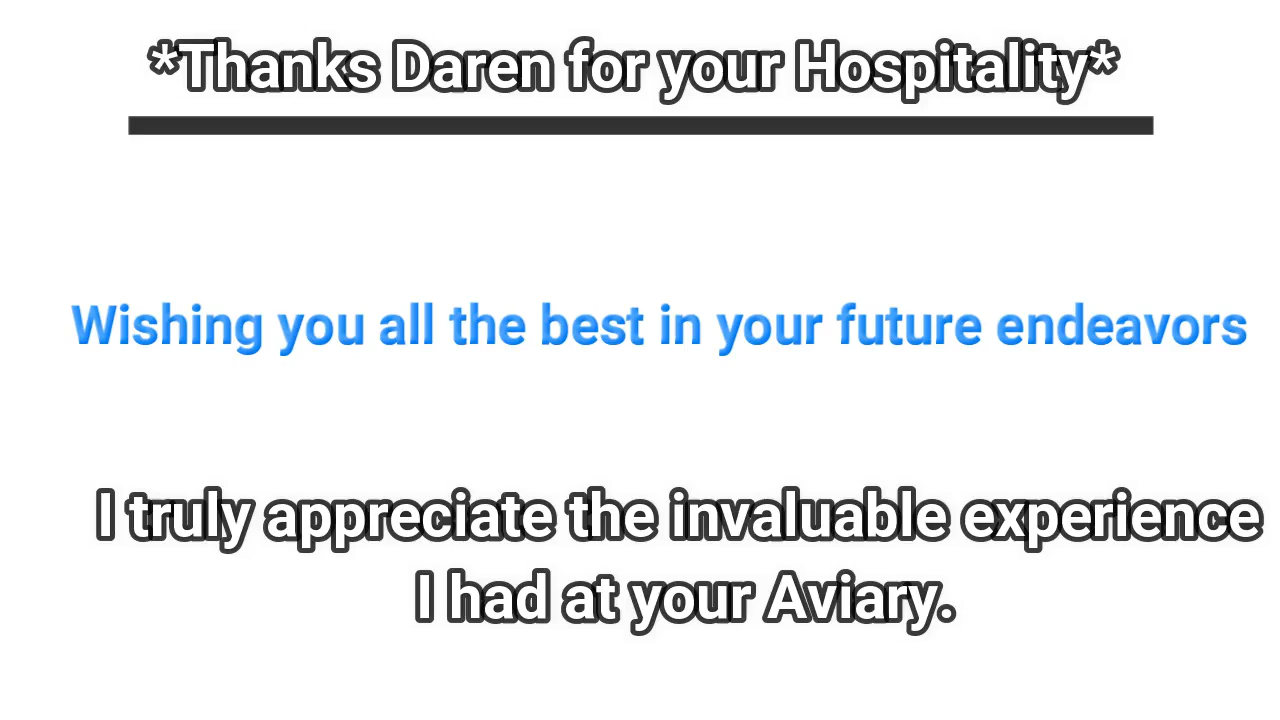 *Thanks Daren for your Hospitality*
Wishing you all the best in your future endeavors
I truly appreciate the invaluable experience
I had at your Aviary.